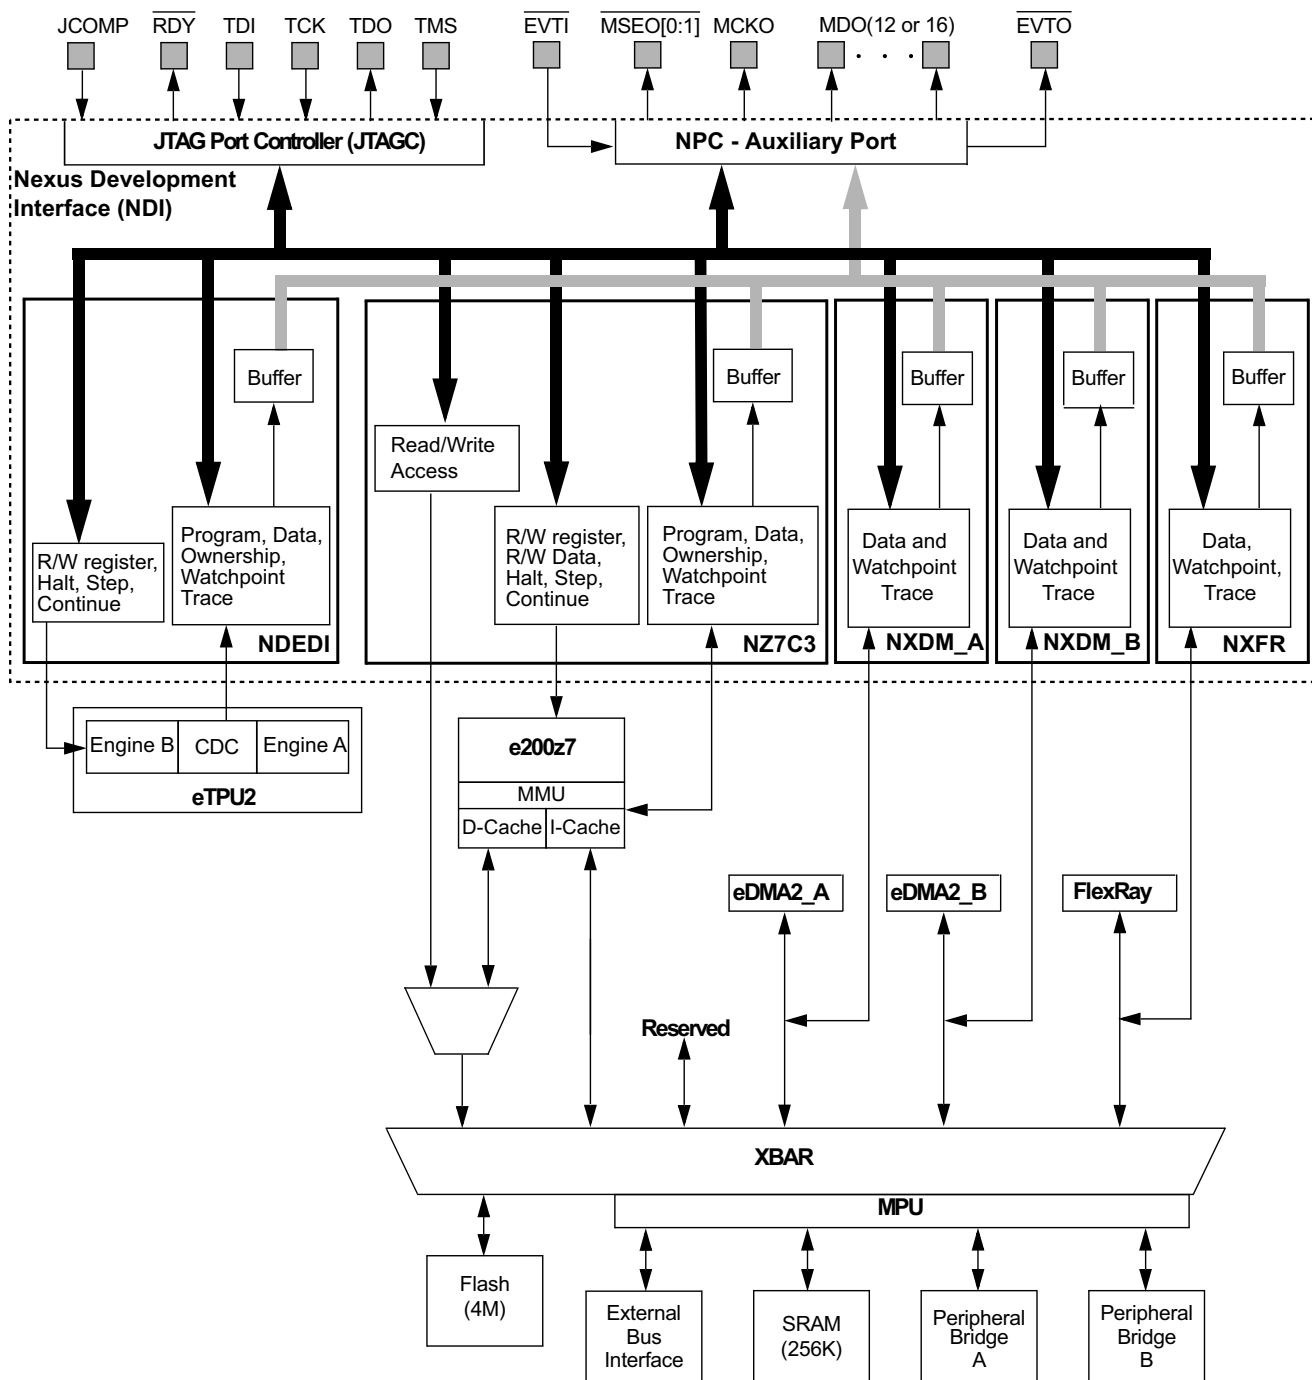 JCOMP RDY TDI TCK TDO TMS EVTI MSEO[0:1] MCKO MDO(12 or 16) EVTO
JTAG Port Controller (JTAGC)
NPC - Auxiliary Port
Nexus Development
Interface (NDI)
Buffer
Buffer
Buffer
Buffer
Buffer
Read/Write
Access
R/W register,
Halt, Step,
Continue
Program, Data,
Ownership,
Watchpoint
Trace
R/W register,
R/W Data,
Halt, Step,
Continue
Program, Data,
Ownership,
Watchpoint
Trace
Data and
Watchpoint
Trace
Data and
Watchpoint
Trace
Data,
Watchpoint,
Trace
NDEDI
NZ7C3
NXDM_A
NXDM_B
NXFR
Engine B
CDC
Engine A
eTPU2
e200z7
MMU
D-Cache
I-Cache
eDMA2_A
eDMA2_B
FlexRay
Reserved
XBAR
MPU
Flash
(4M)
External
Bus
Interface
SRAM
(256K)
Peripheral
Bridge
A
Peripheral
Bridge
B